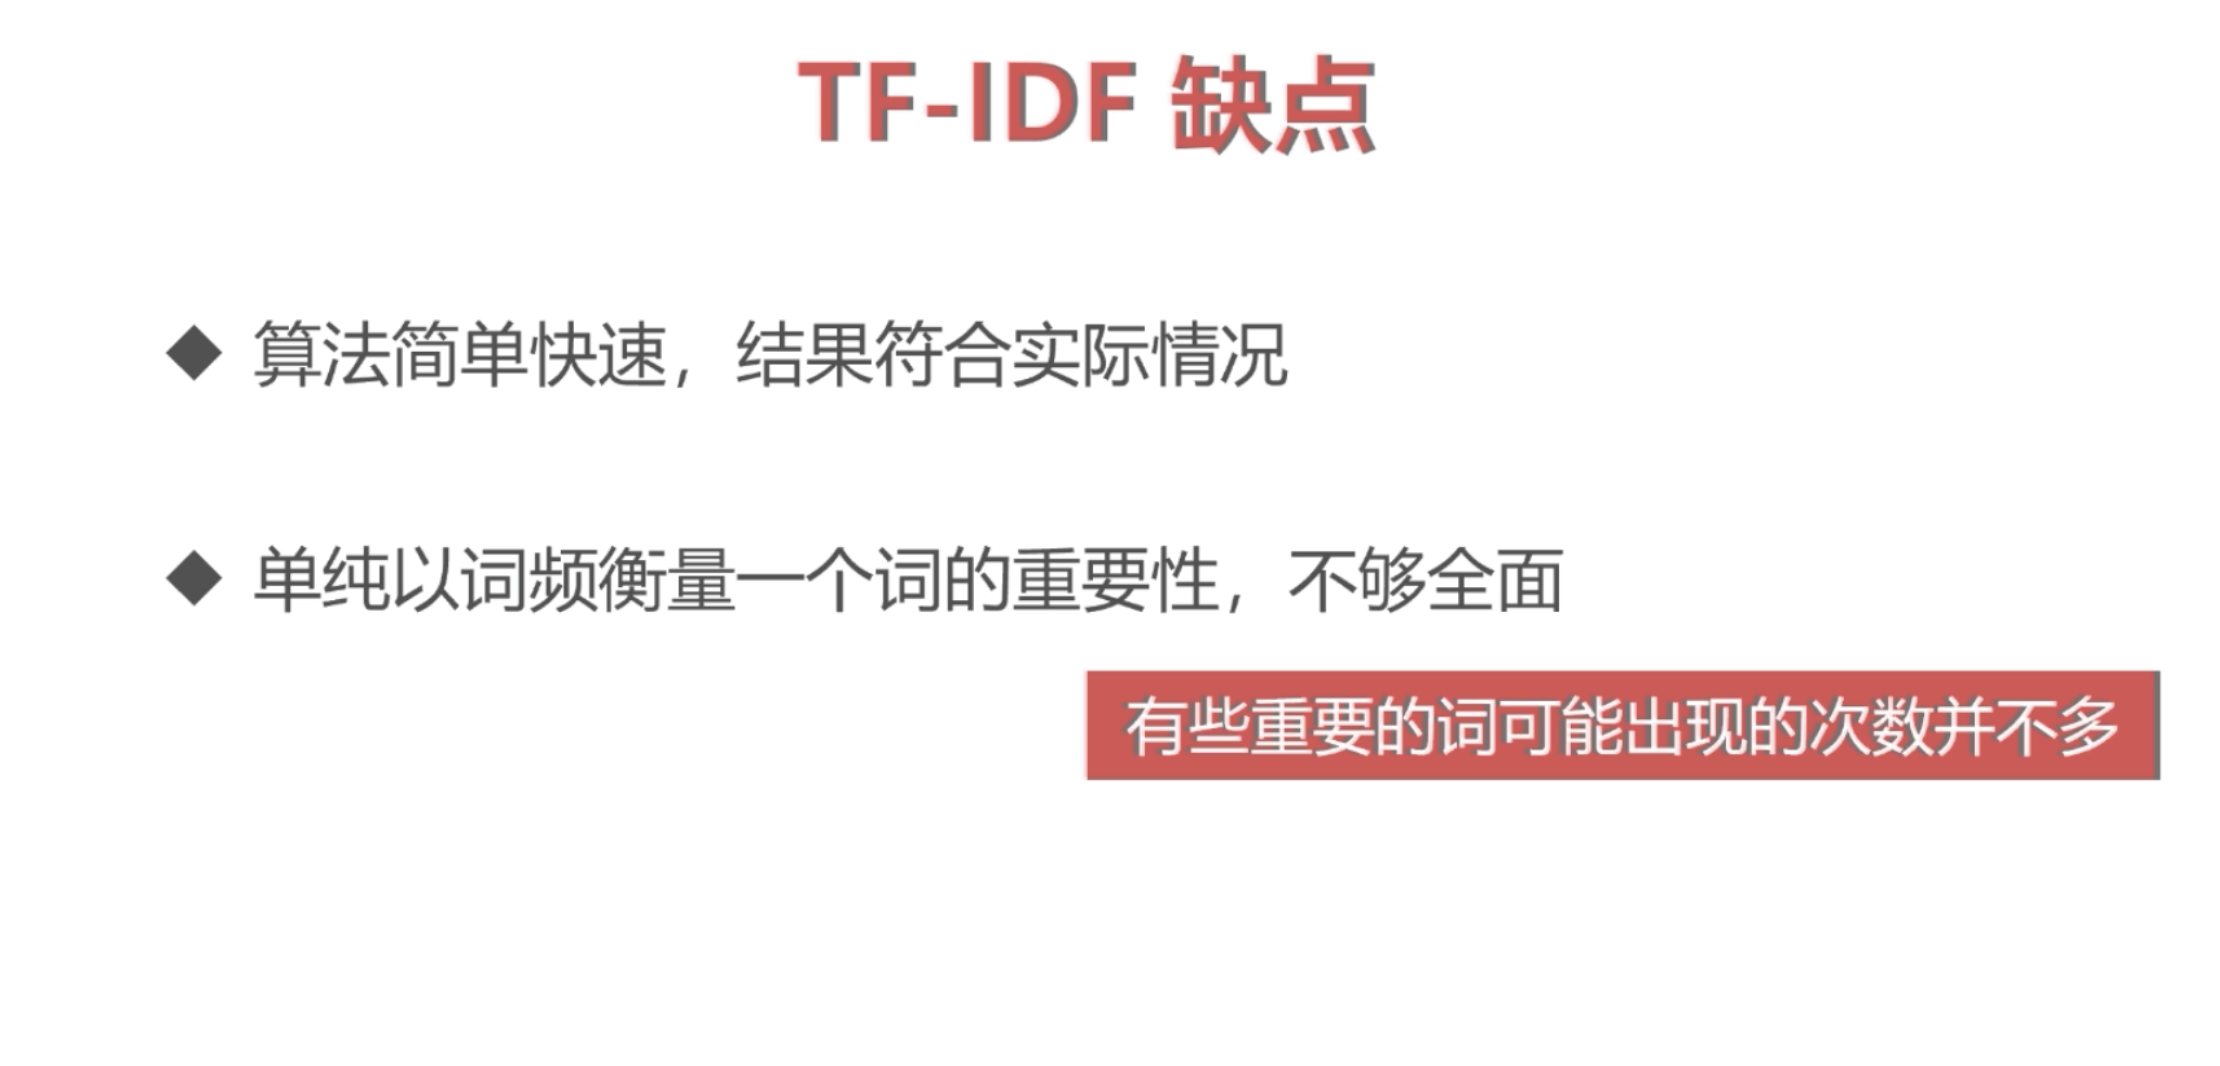 TF-IDF 缺点
◆ 算法简单快速，结果符合实际情况
◆ 单纯以词频衡量一个词的重要性，不够全面
有些重要的词可能出现的次数并不多